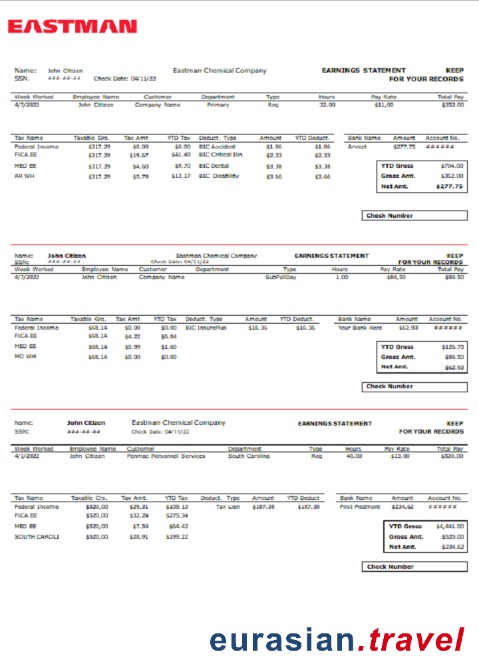 EASTMAN
Name: John Citizen Eastman Chemical Company EARNINGS STATEMENT KEEP
SSN: ###-##-## Check Date: 04/11/22 FOR YOUR RECORDS
Week Worked Employee Name Customer Department Type Hours Pay Rate Total Pay
4/7/2022 John Citizen Company Name Primary Req 32.00 $11,00 $352.00
Tax Name Taxable Grs. Tax Amt YTD Tax Deduct. Type Amount YTD Deduct. Bank Name Amount Account No.
Federal Income $317.29 $0.00 $0.00 BIC Accident $1.86 $1.86 Arvest $277.75 ######
FICA EE $317.29 $19.67 $41.40 BIC Critical Illn $2.33 $2.33
MED EE $317.29 $4.60 $9.70 BIC Dental $3.38 $3.38 YTD Gross $704.00
AR WH $317.29 $5.79 $13.17 BIC Disability $3.66 $3.66 Gross Amt. $352.00
Net Amt. $277.75
Check Number
Name: John Citizen Eastman Chemical Company EARNINGS STATEMENT KEEP
SSN: ###-##-## Check Date: 04/11/22 FOR YOUR RECORDS
Week Worked Employee Name Customer Department Type Hours Pay Rate Total Pay
4/7/2022 John Citizen Company Name SubFullDay 1.00 $84,50 $84.50
Tax Name Taxable Grs. Tax Amt YTD Tax Deduct. Type Amount YTD Deduct. Bank Name Amount Account No.
Federal Income $68.14 $0.00 $0.00 BIC InsurePlus $16.36 $16.36 Your Bank Here $62,93 ######
FICA EE $68.14 $4.22 $6.84
MED EE $68.14 $0.99 $1.60 YTD Gross $126.75
MO WH $68.14 $0.00 $0.00 Gross Amt. $84.50
Net Amt. $62.93
Check Number
Name: John Citizen Eastman Chemical Company EARNINGS STATEMENT KEEP
SSN: ###-##-## Check Date: 04/11/22 FOR YOUR RECORDS
Week Worked Employee Name Customer Department Type Hours Pay Rate Total Pay
4/1/2022 John Citizen Penmac Personnel Services South Carolina Req 40.00 $13.00 $520.00
Tax Name Taxable Grs. Tax Amt. YTD Tax Deduct. Type Amount YTD Deduct Bank Name Amount Account No.
Federal Income $520,00 $29.31 $109.13 Tax Lien $187.38 $187.38 First Piedmont $234.62 ######
FICA EE $520,00 $32.24 $275.34
MED EE $520,00 $7.54 $64.42 YTD Gross $4,441.00
SOUTH CAROLI $520,00 $28.91 $199.22 Gross Amt. $520.00
Net Amt. $234.62
Check Number
eurasian.travel